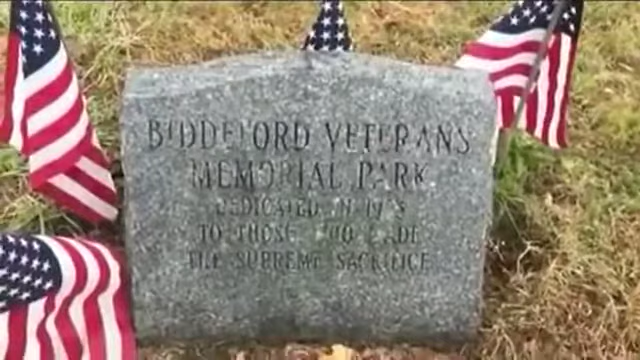 BIDDEFORD VETERANS
MEMORIAL PARK
DEDICATED IN
TO THOSE WHO MADE
THE SUPREME SACRIFICE